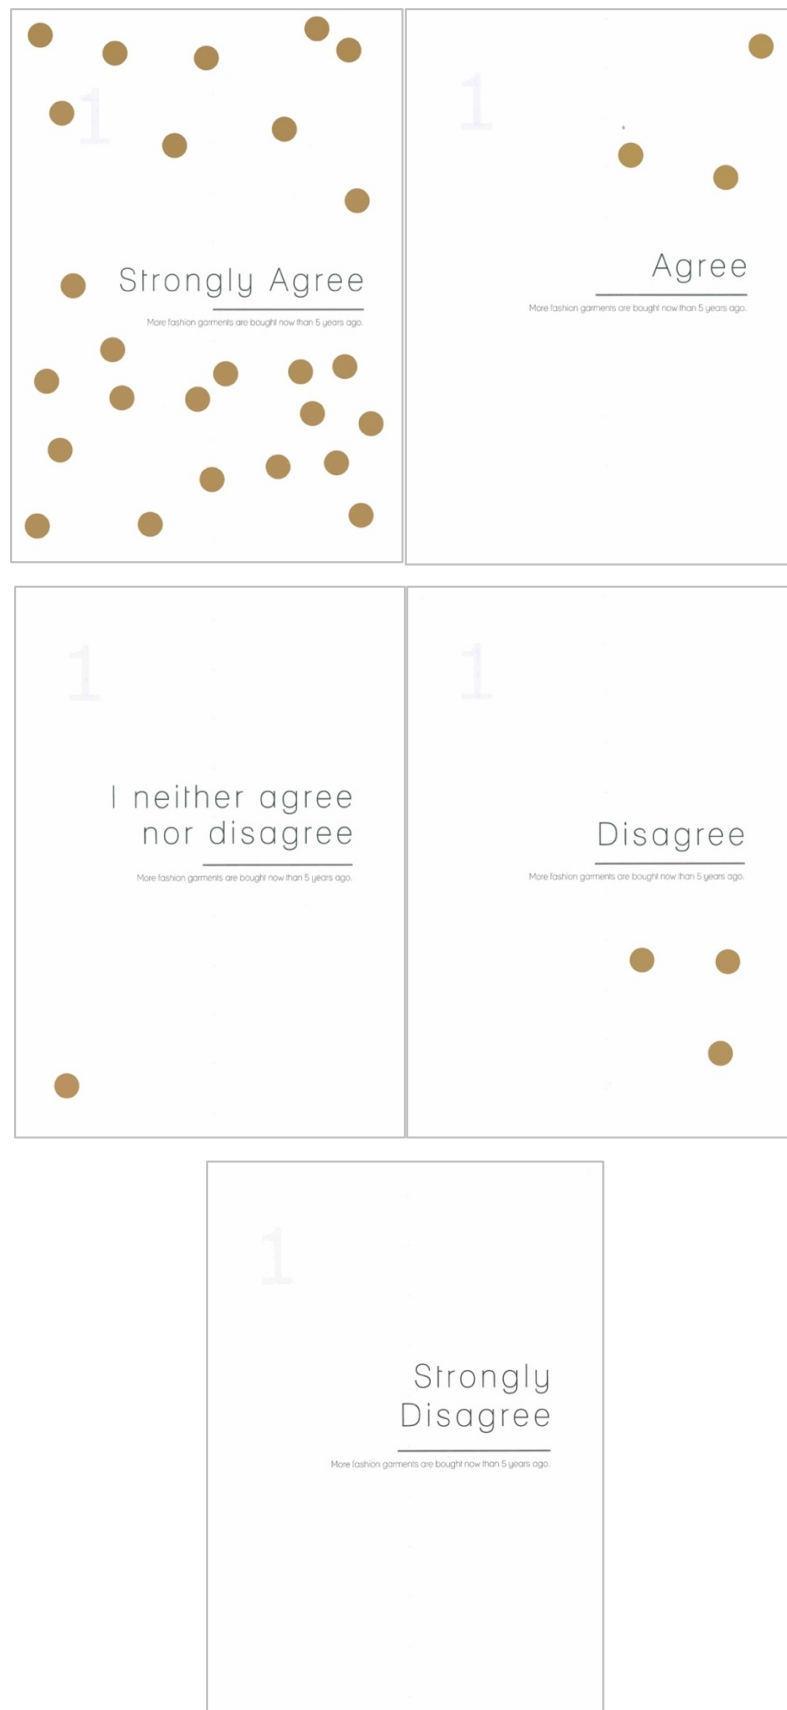 1
Strongly Agree
More fashion garments are bought now than 5 years ago.
1
Agree
More fashion garments are bought now than 5 years ago.
1
I neither agree
nor disagree
More fashion garments are bought now than 5 years ago.
1
Disagree
More fashion garments are bought now than 5 years ago.
1
Strongly
Disagree
More fashion garments are bought now than 5 years ago.